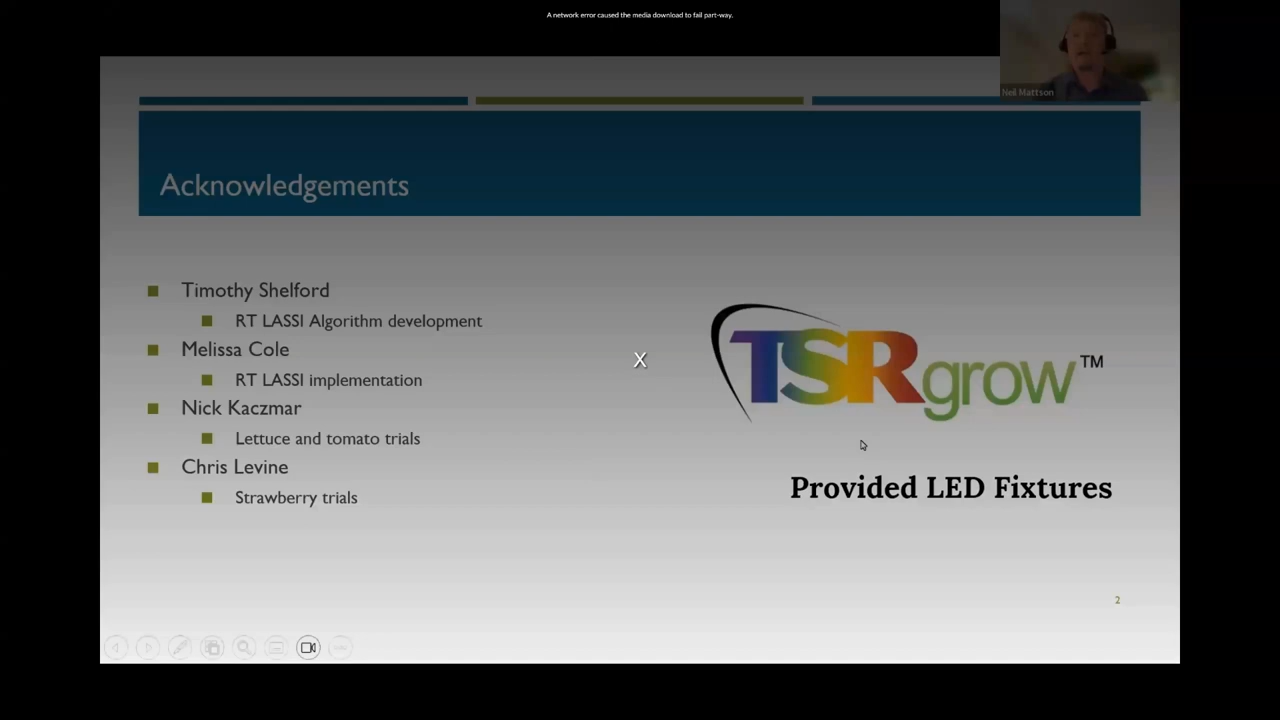 A network error caused the media download to fail part-way.
Neil Mattson
Acknowledgements
Timothy Shelford
RT LASSI Algorithm development
Melissa Cole
RT LASSI implementation
Nick Kaczmar
Lettuce and tomato trials
Chris Levine
Strawberry trials
X
TSRgrow™
Provided LED Fixtures
2